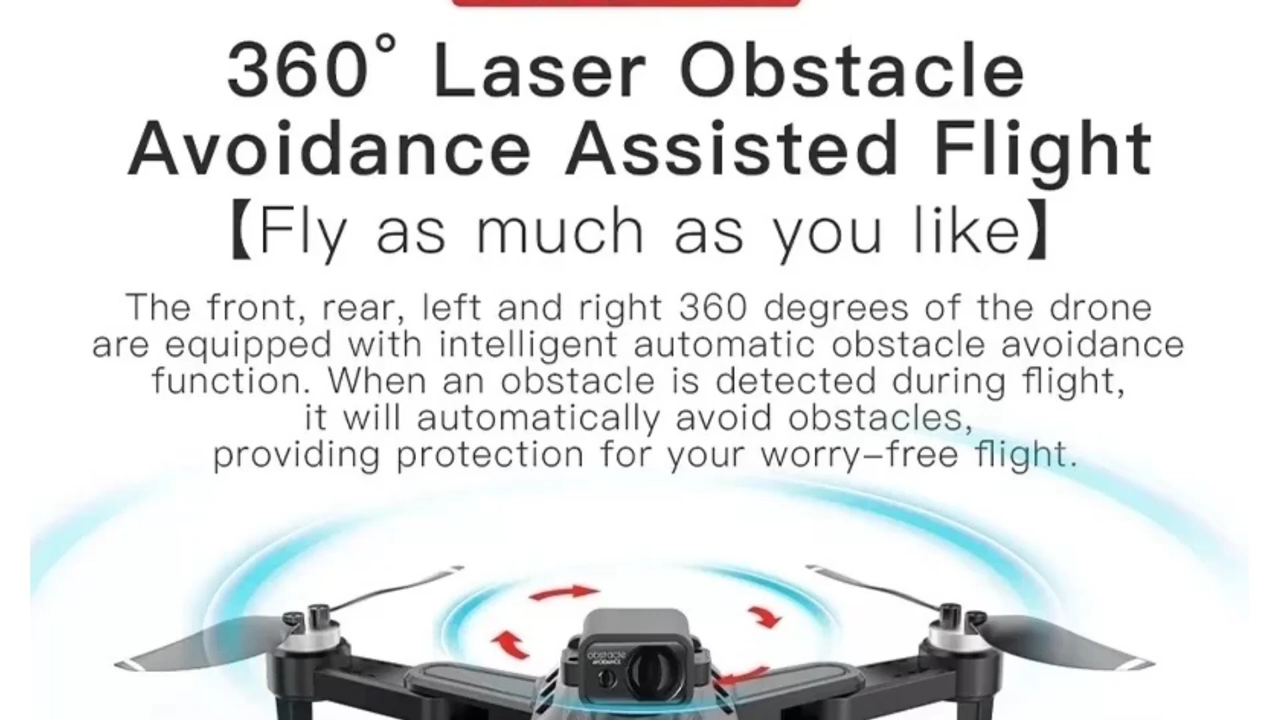 360° Laser Obstacle
Avoidance Assisted Flight
【Fly as much as you like】
The front, rear, left and right 360 degrees of the drone
are equipped with intelligent automatic obstacle avoidance
function. When an obstacle is detected during flight,
it will automatically avoid obstacles,
providing protection for your worry–free flight.
obstacle
AVOIDANCE